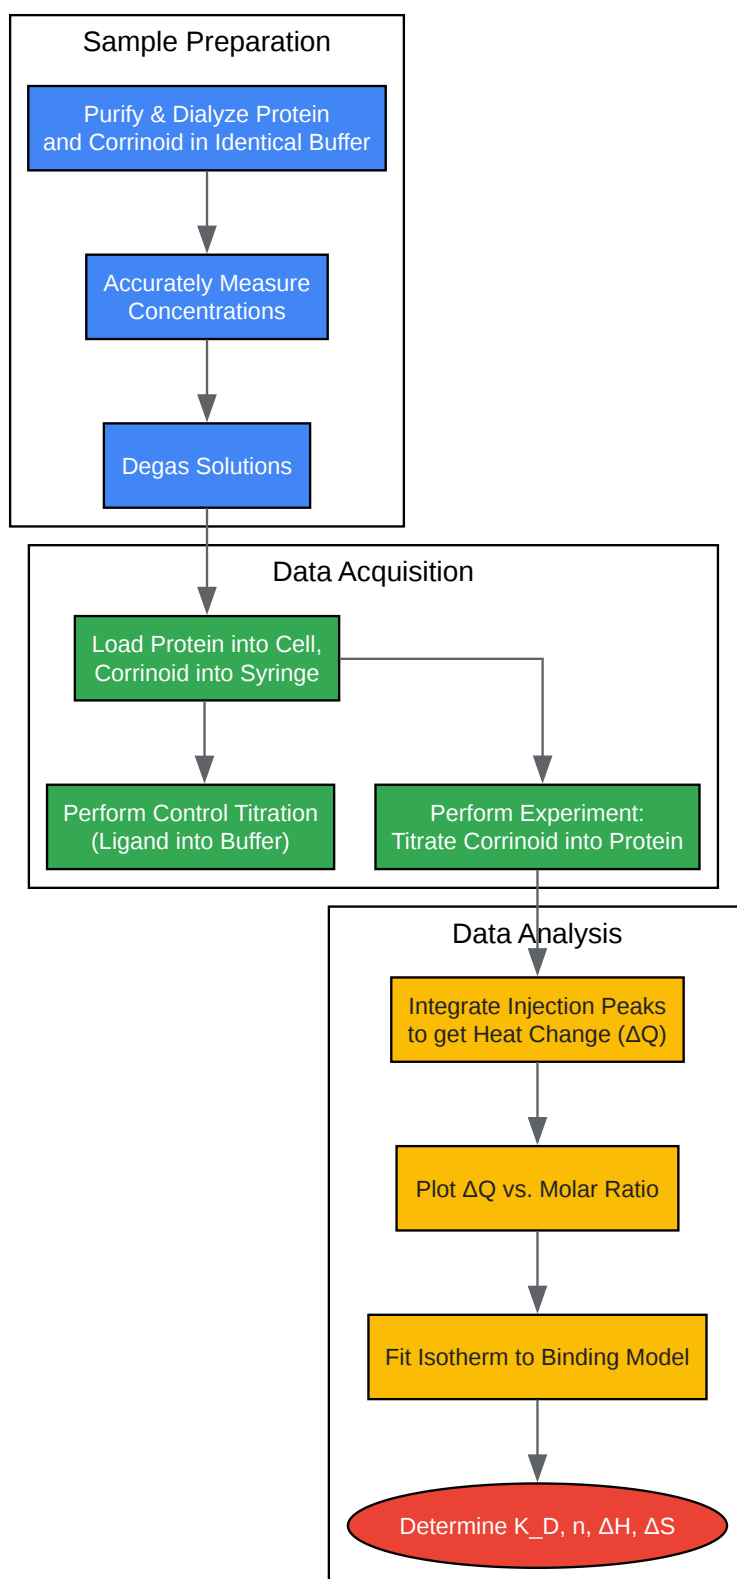 Sample Preparation
Purify & Dialyze Protein
and Corrinoid in Identical Buffer
Accurately Measure
Concentrations
Degas Solutions
Data Acquisition
Load Protein into Cell,
Corrinoid into Syringe
Perform Control Titration
(Ligand into Buffer)
Perform Experiment:
Titrate Corrinoid into Protein
Data Analysis
Integrate Injection Peaks
to get Heat Change (ΔQ)
Plot ΔQ vs. Molar Ratio
Fit Isotherm to Binding Model
Determine K_D, n, ΔH, ΔS